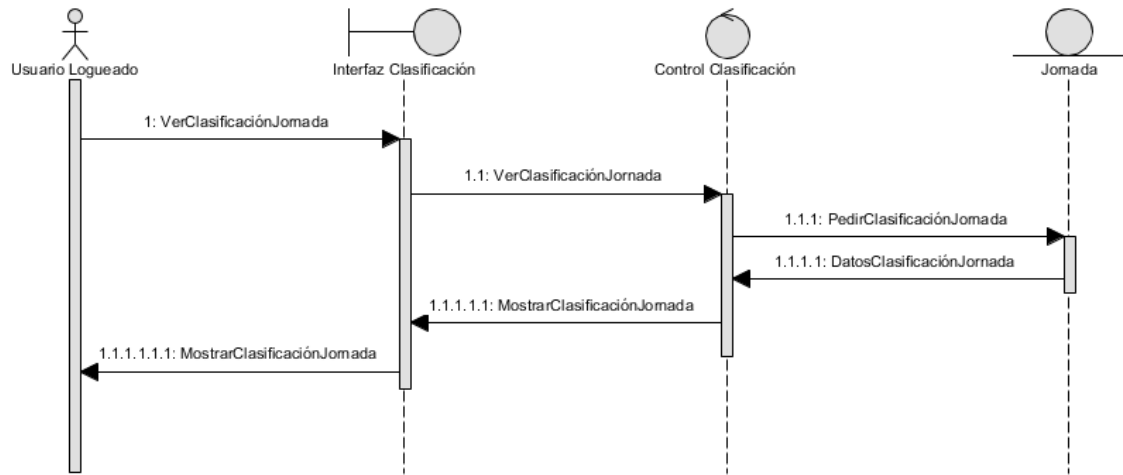 Usuario Logueado
Interfaz Clasificación
Control Clasificación
Jornada
1: VerClasificaciónJornada
1.1: VerClasificaciónJornada
1.1.1: PedirClasificaciónJornada
1.1.1.1: DatosClasificaciónJornada
1.1.1.1.1: MostrarClasificaciónJornada
1.1.1.1.1.1: MostrarClasificaciónJornada